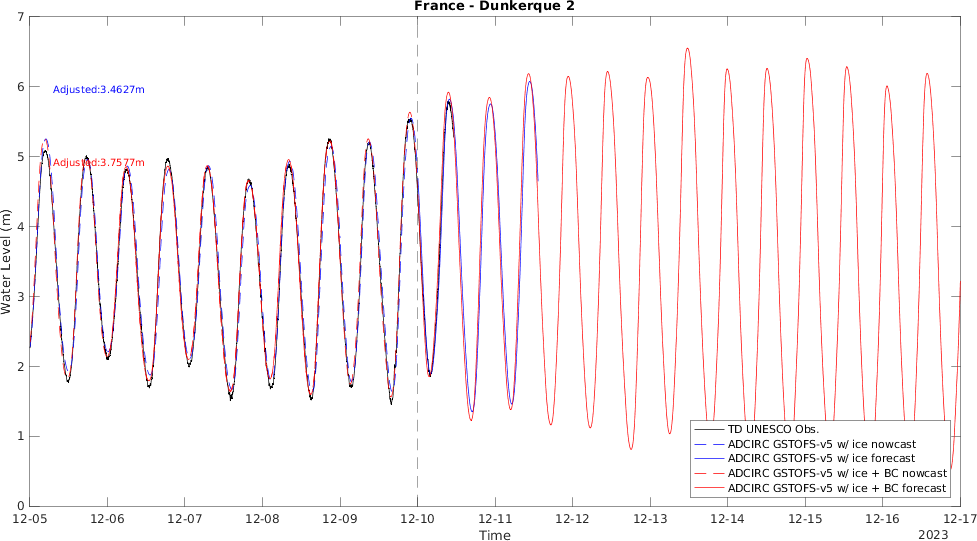 France - Dunkerque 2
7
6
5
4
3
2
1
0
Water Level (m)
Adjusted:3.4627m
Adjusted:3.7577m
TD UNESCO Obs.
ADCIRC GSTOFS-v5 w/ ice nowcast
ADCIRC GSTOFS-v5 w/ ice forecast
ADCIRC GSTOFS-v5 w/ ice + BC nowcast
ADCIRC GSTOFS-v5 w/ ice + BC forecast
12-05 12-06 12-07 12-08 12-09 12-10 12-11 12-12 12-13 12-14 12-15 12-16 12-17
Time
2023